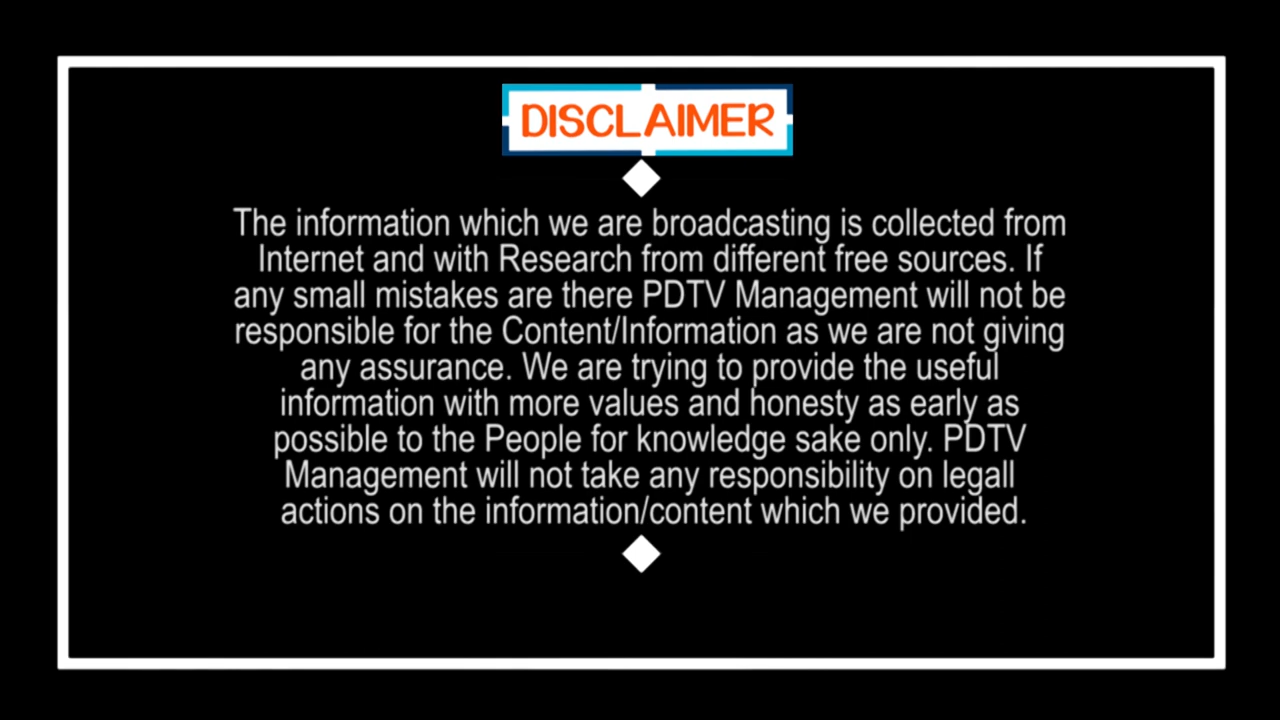 DISCLAIMER
The information which we are broadcasting is collected from
Internet and with Research from different free sources. If
any small mistakes are there PDTV Management will not be
responsible for the Content/Information as we are not giving
any assurance. We are trying to provide the useful
information with more values and honesty as early as
possible to the People for knowledge sake only. PDTV
Management will not take any responsibility on legall
actions on the information/content which we provided.